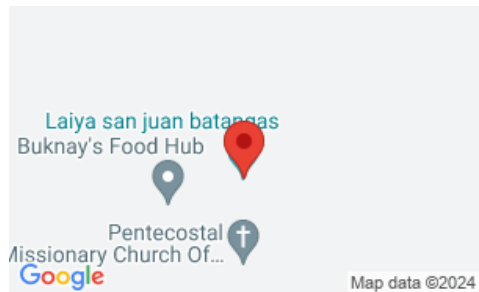 Laiya san juan batangas
Buknay's Food Hub
Pentecostal
Missionary Church Of...
Google
Map data ©2024